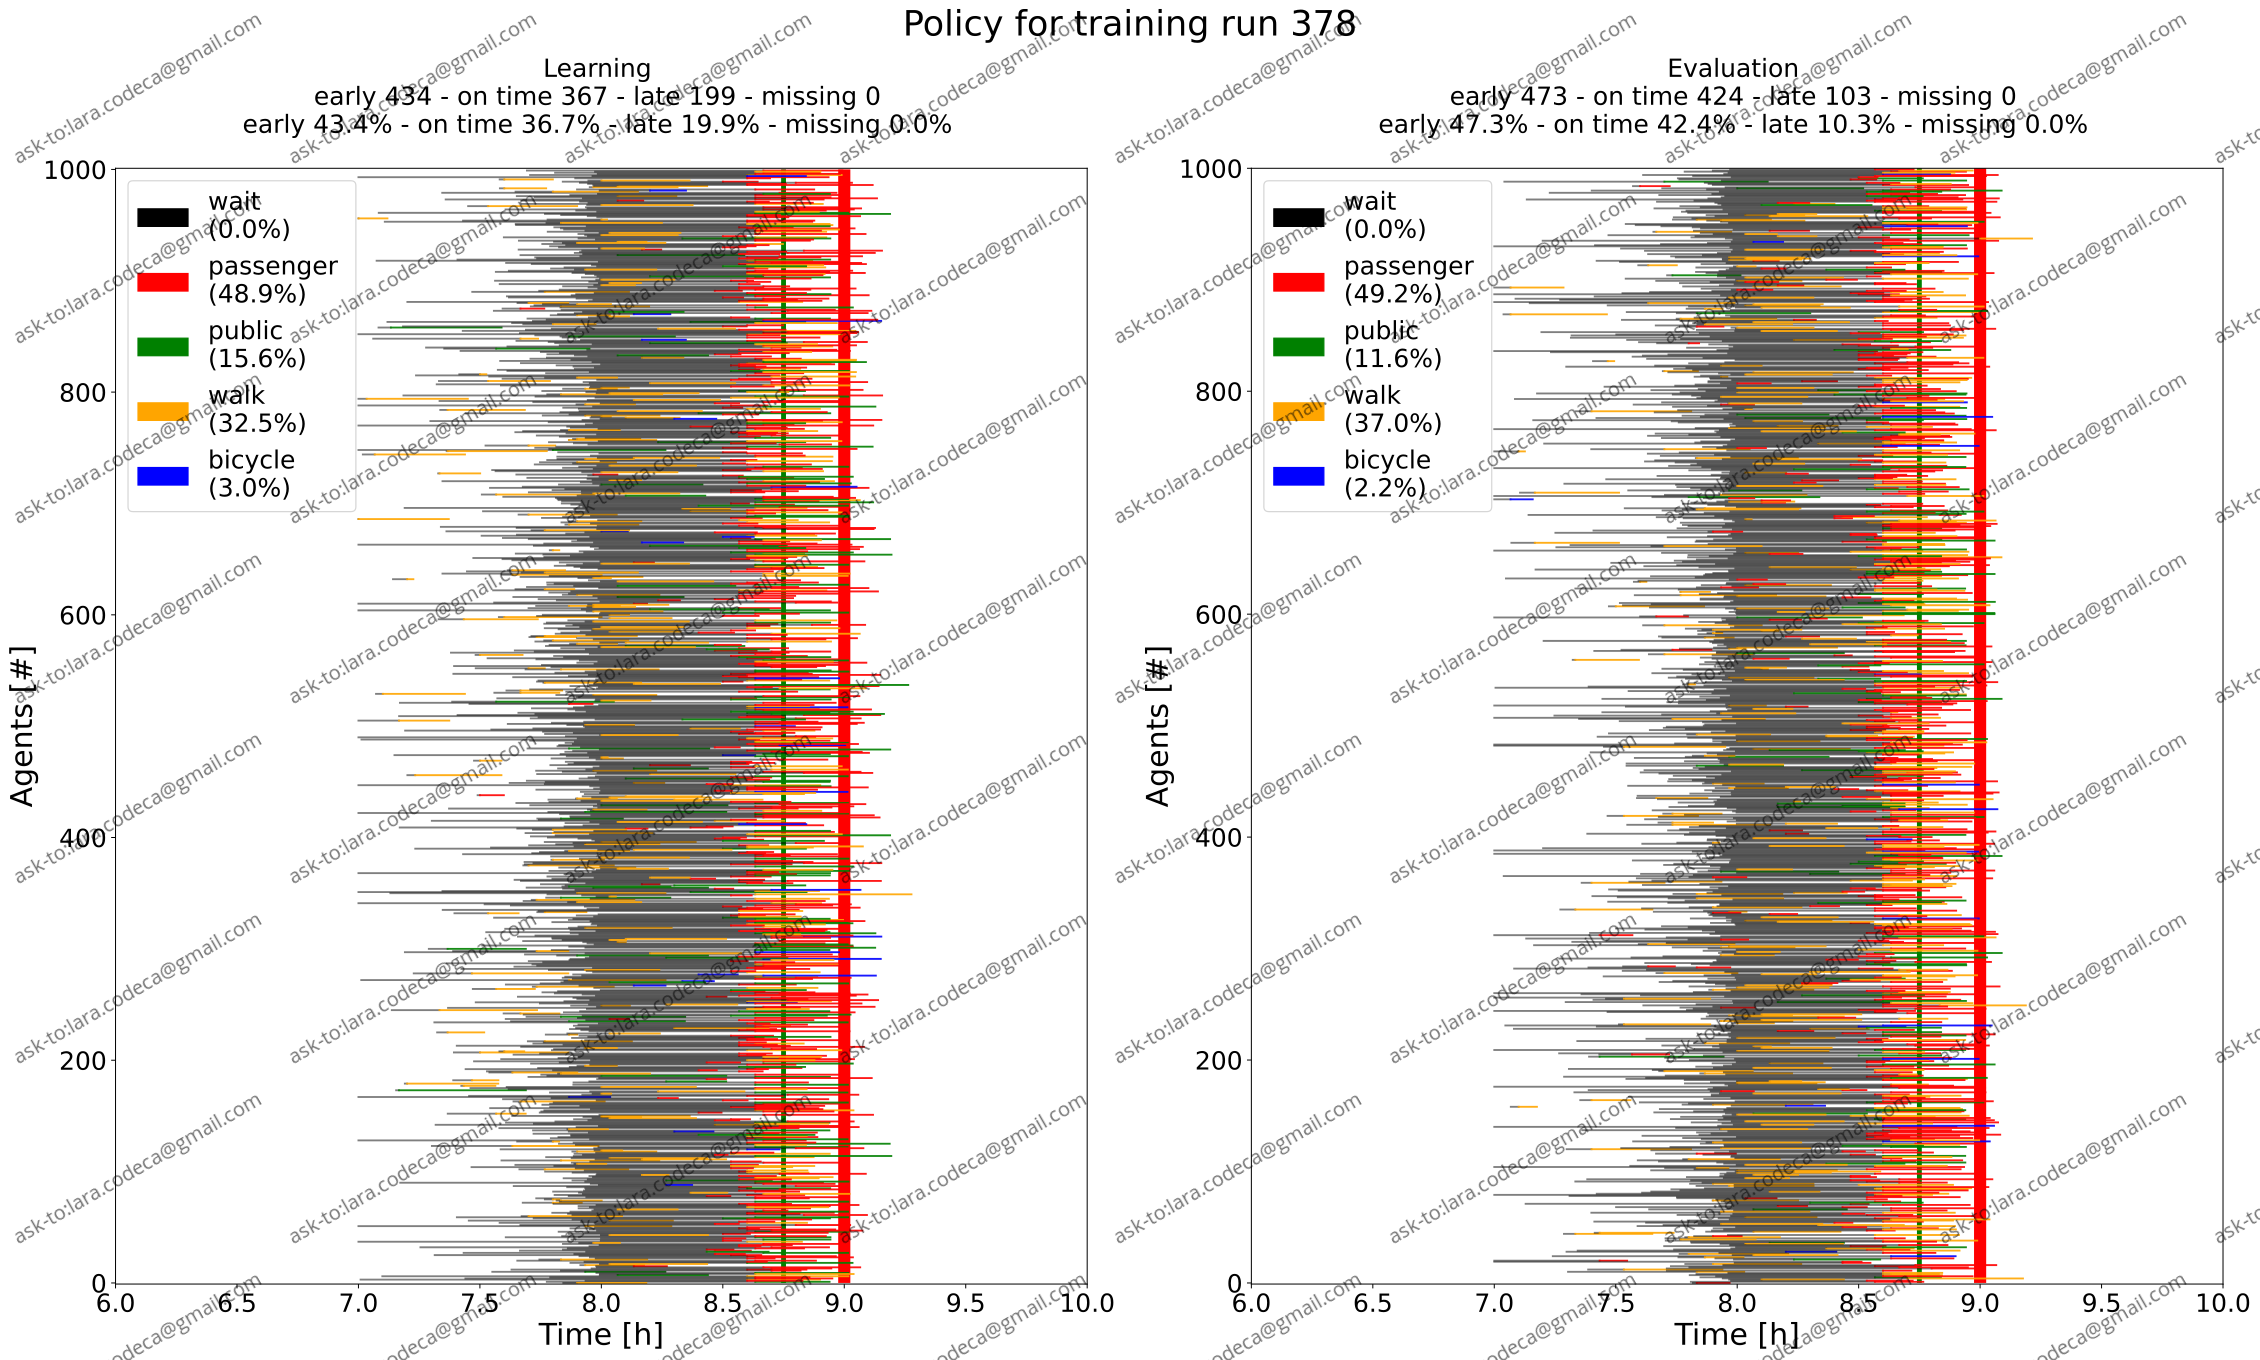 Policy for training run 378
Learning
early 434 - on time 367 - late 199 - missing 0
early 43.4% - on time 36.7% - late 19.9% - missing 0.0%
1000
800
600
400
200
0
Agents [#]
wait
(0.0%)
passenger
(48.9%)
public
(15.6%)
walk
(32.5%)
bicycle
(3.0%)
6.0 6.5 7.0 7.5 8.0 8.5 9.0 9.5 10.0
Time [h]
Evaluation
early 473 - on time 424 - late 103 - missing 0
early 47.3% - on time 42.4% - late 10.3% - missing 0.0%
1000
800
600
400
200
0
Agents [#]
wait
(0.0%)
passenger
(49.2%)
public
(11.6%)
walk
(37.0%)
bicycle
(2.2%)
6.0 6.5 7.0 7.5 8.0 8.5 9.0 9.5 10.0
Time [h]
ask-to:lara.codeca@gmail.com